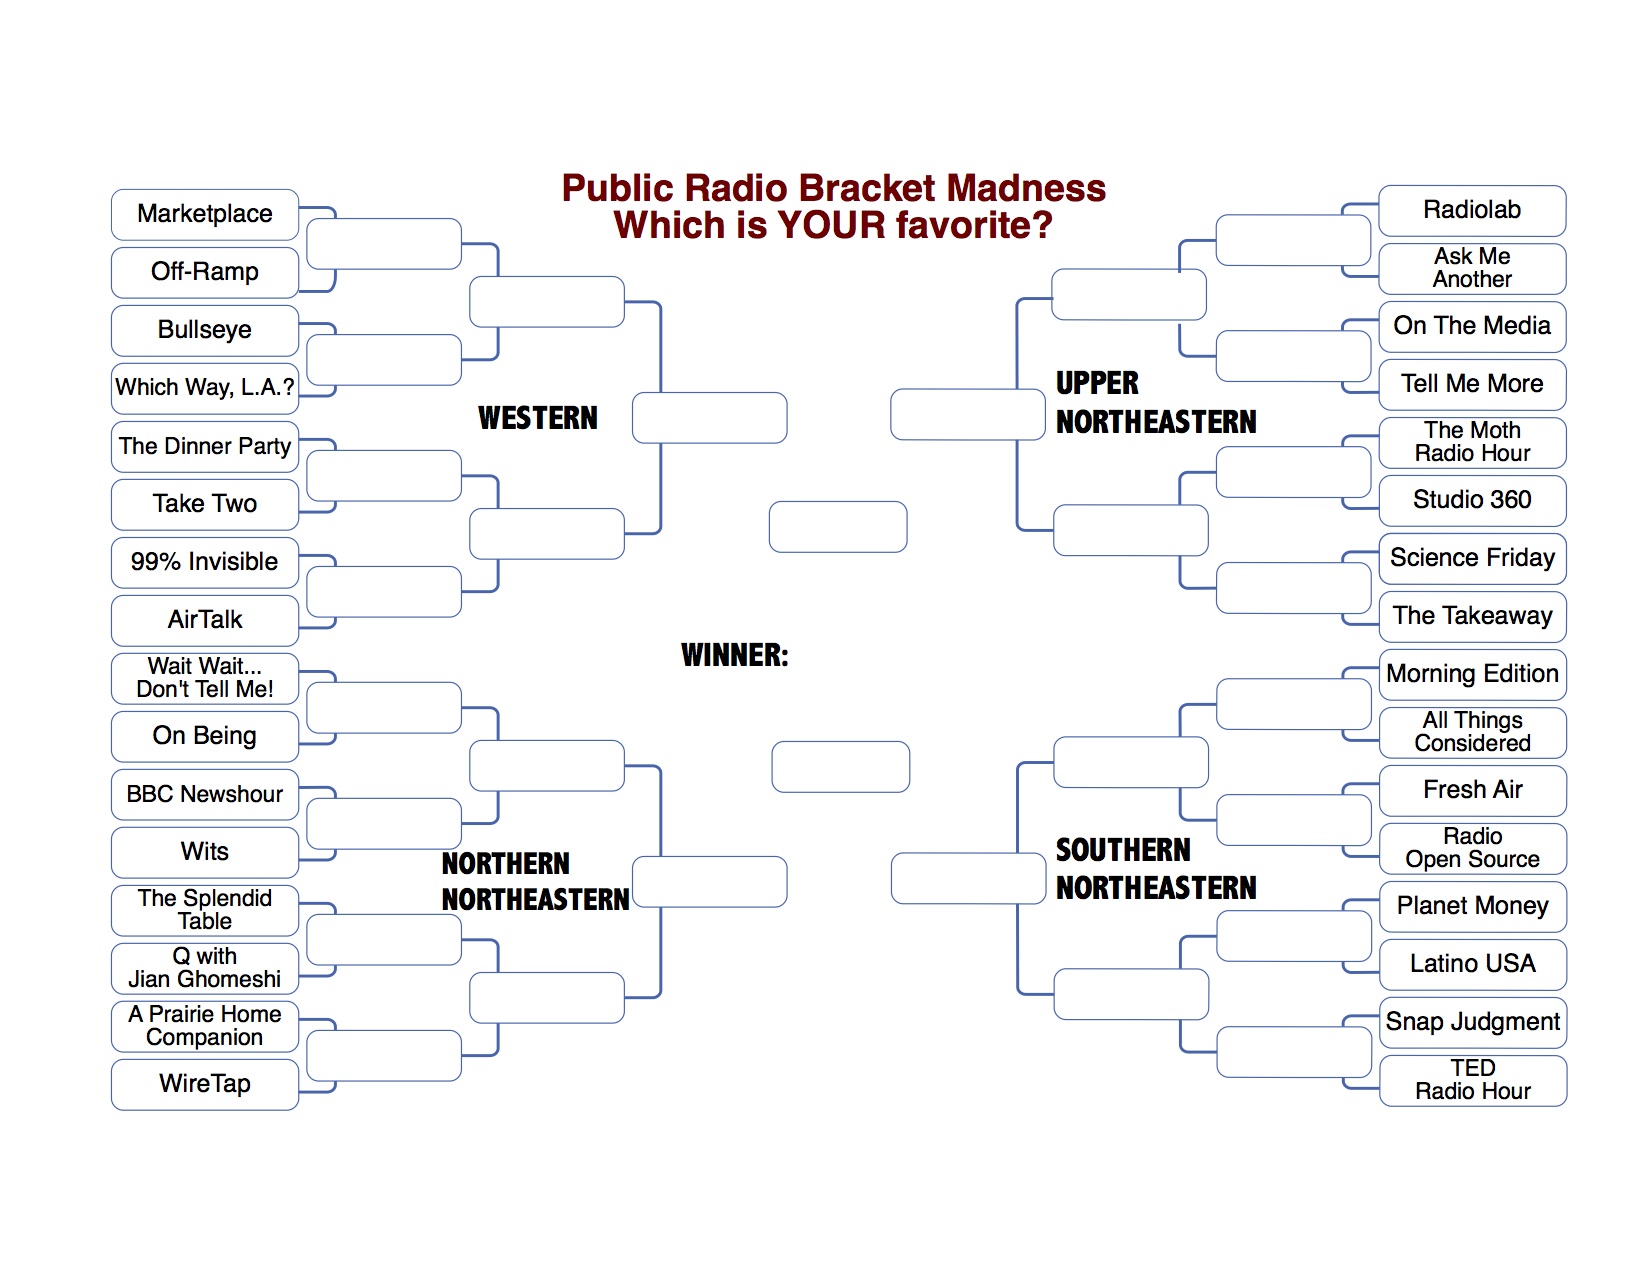 Public Radio Bracket Madness
Which is YOUR favorite?
Marketplace
Off-Ramp
Bullseye
Which Way, L.A.?
The Dinner Party
Take Two
99% Invisible
AirTalk
WESTERN
Wait Wait...
Don't Tell Me!
On Being
BBC Newshour
Wits
The Splendid
Table
Q with
Jian Ghomeshi
A Prairie Home
Companion
WireTap
NORTHERN
NORTHEASTERN
WINNER:
Radiolab
Ask Me
Another
On The Media
Tell Me More
The Moth
Radio Hour
Studio 360
Science Friday
The Takeaway
UPPER
NORTHEASTERN
Morning Edition
All Things
Considered
Fresh Air
Radio
Open Source
Planet Money
Latino USA
Snap Judgment
TED
Radio Hour
SOUTHERN
NORTHEASTERN